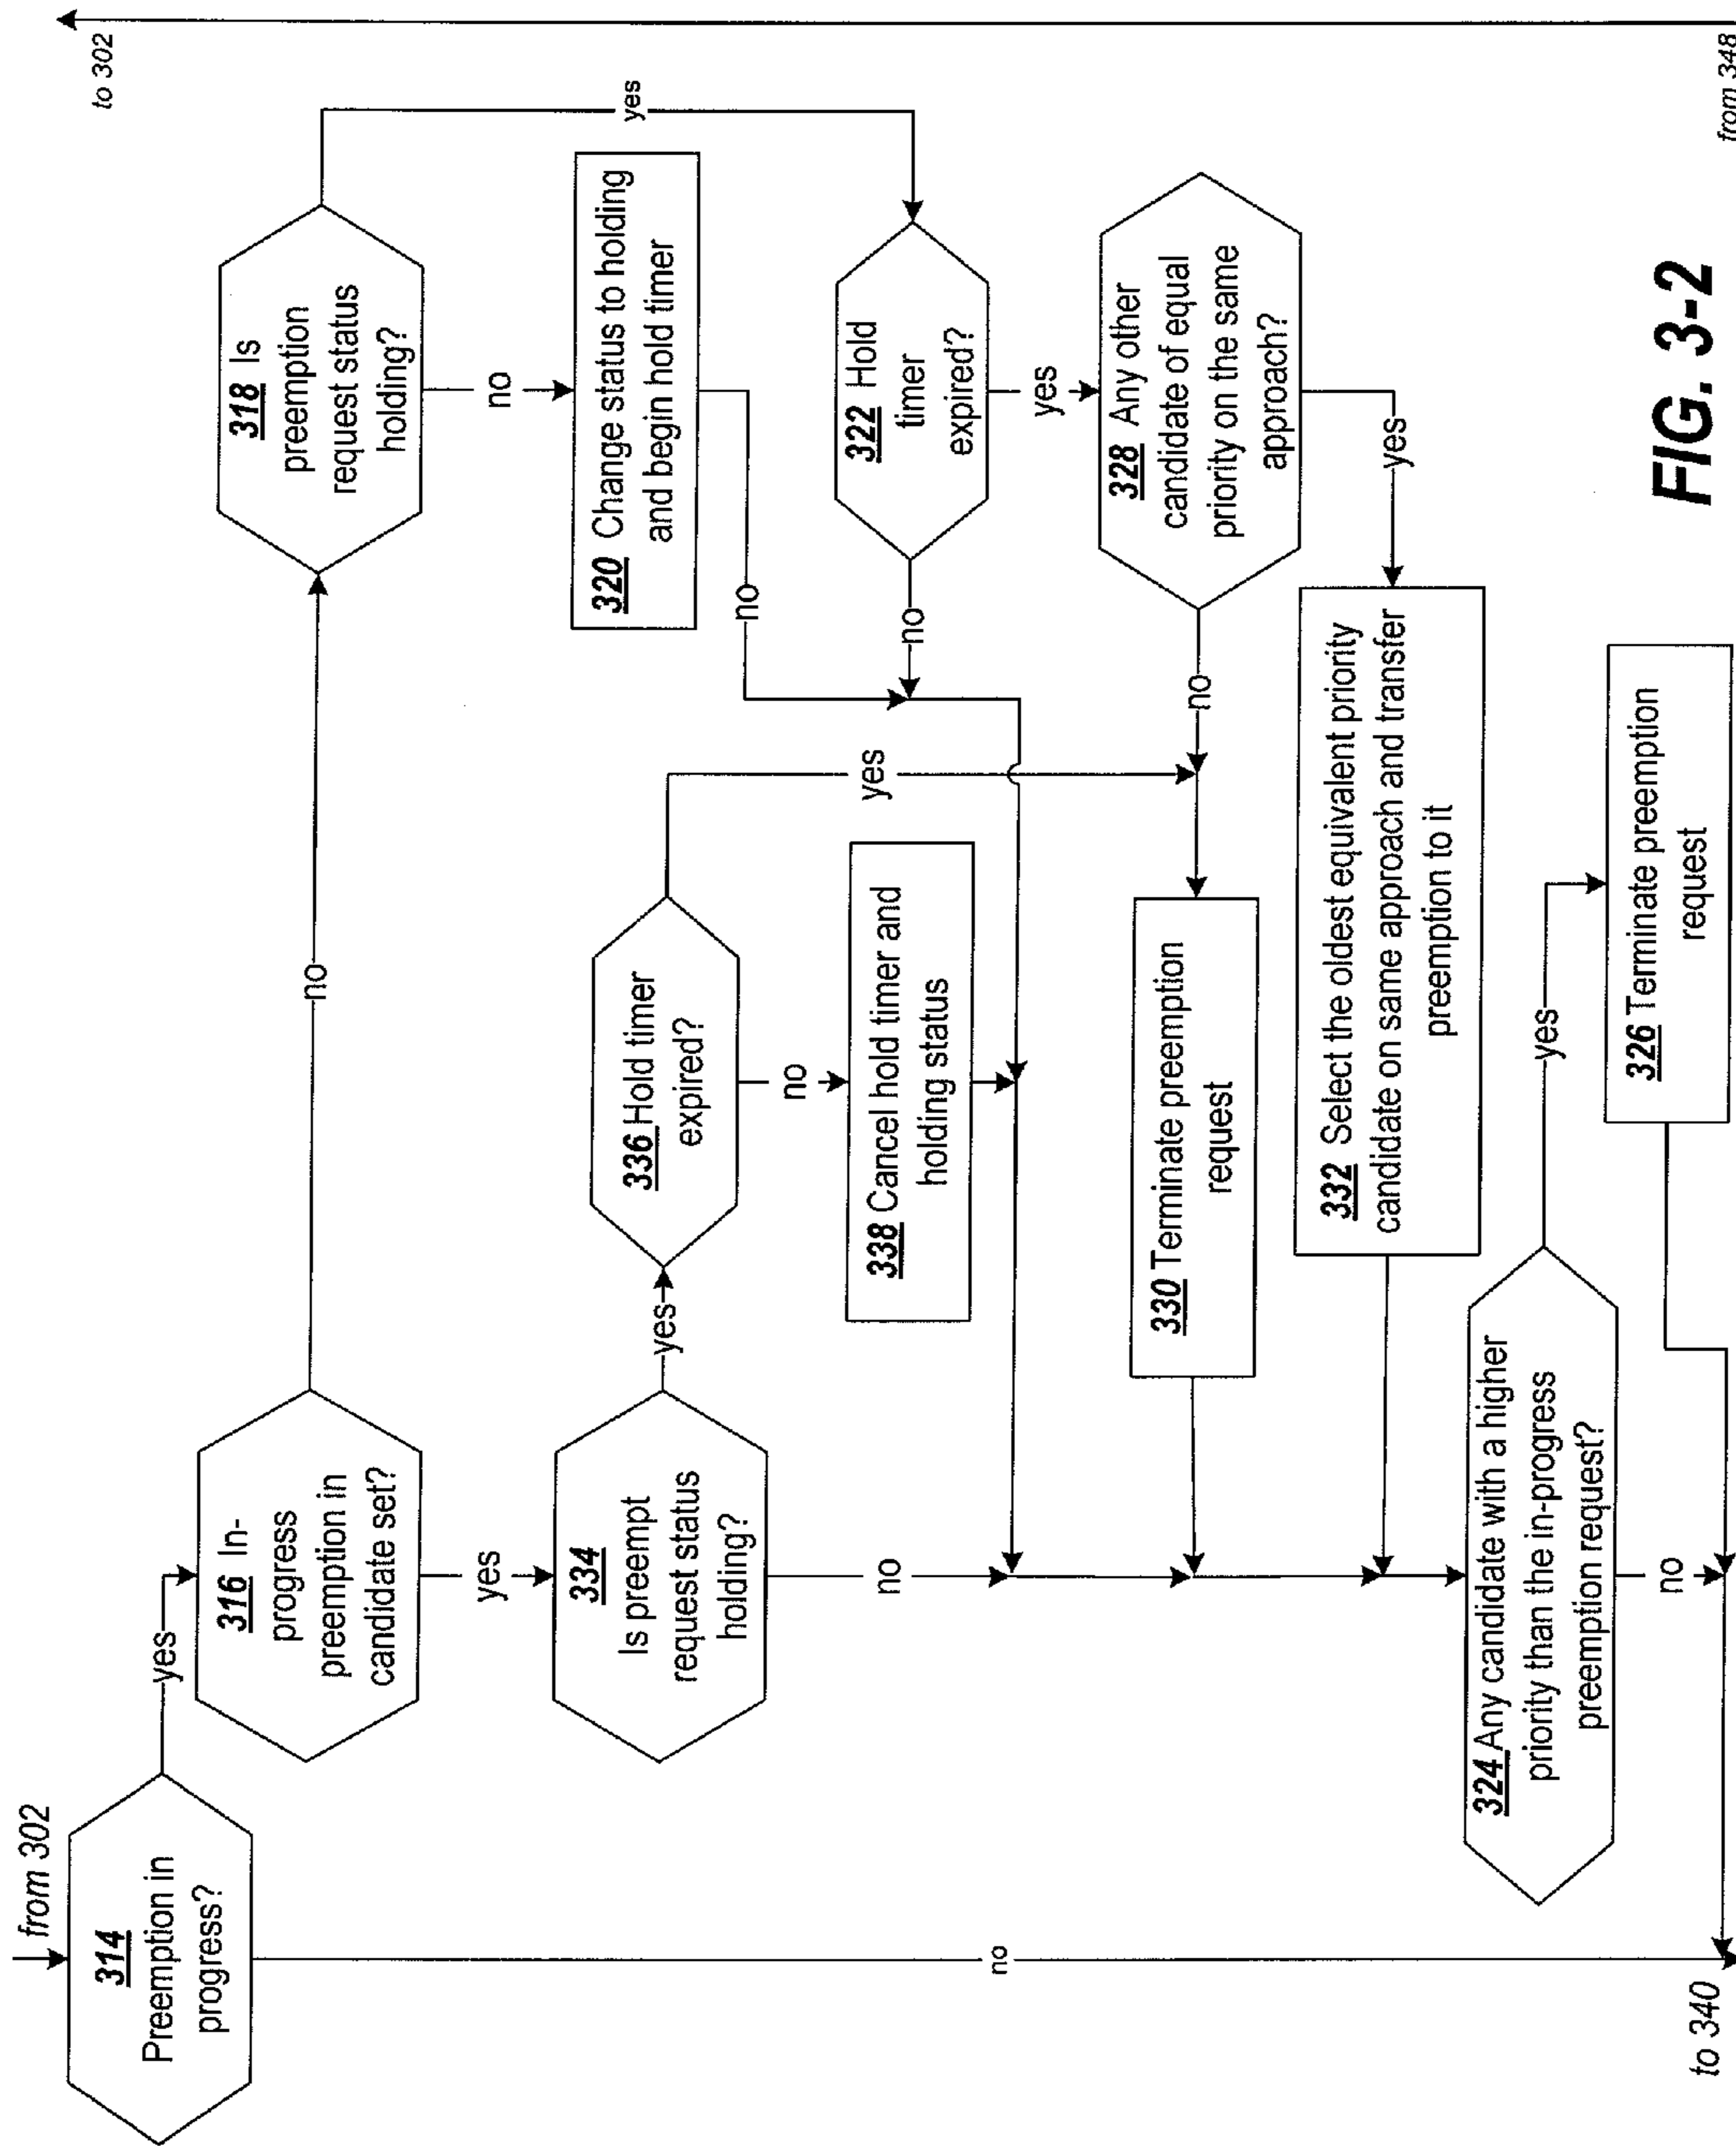 from 302
314
Preemption in
progress?
yes
no
316 In-
progress
preemption in
candidate set?
no
yes
318 Is
preemption
request status
holding?
yes
no
320 Change status to holding
and begin hold timer
no
322 Hold
timer
expired?
no
yes
328 Any other
candidate of equal
priority on the same
approach?
no
yes
334
Is preempt
request status
holding?
yes
no
336 Hold timer
expired?
yes
no
338 Cancel hold timer and
holding status
330 Terminate preemption
request
332 Select the oldest equivalent priority
candidate on same approach and transfer
preemption to it
324 Any candidate with a higher
priority than the in-progress
preemption request?
yes
no
326 Terminate preemption
request
to 340
to 302
from 348
FIG. 3-2